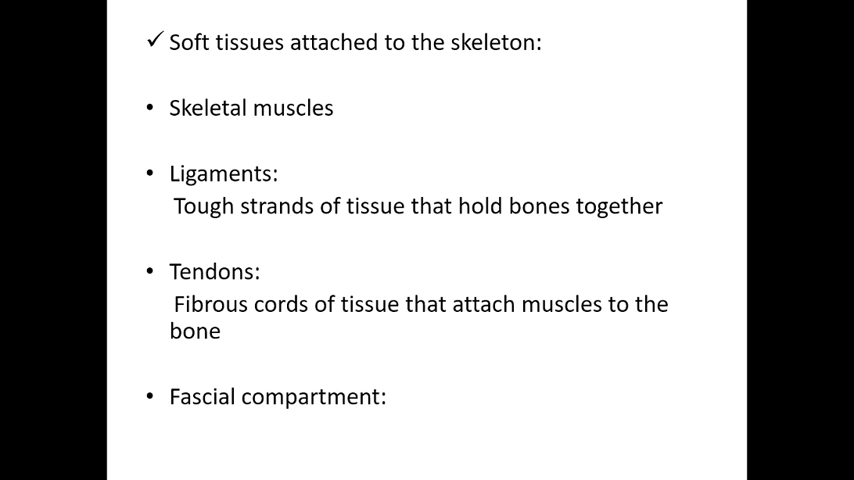 ✓ Soft tissues attached to the skeleton:
• Skeletal muscles
• Ligaments:
Tough strands of tissue that hold bones together
• Tendons:
Fibrous cords of tissue that attach muscles to the
bone
• Fascial compartment: